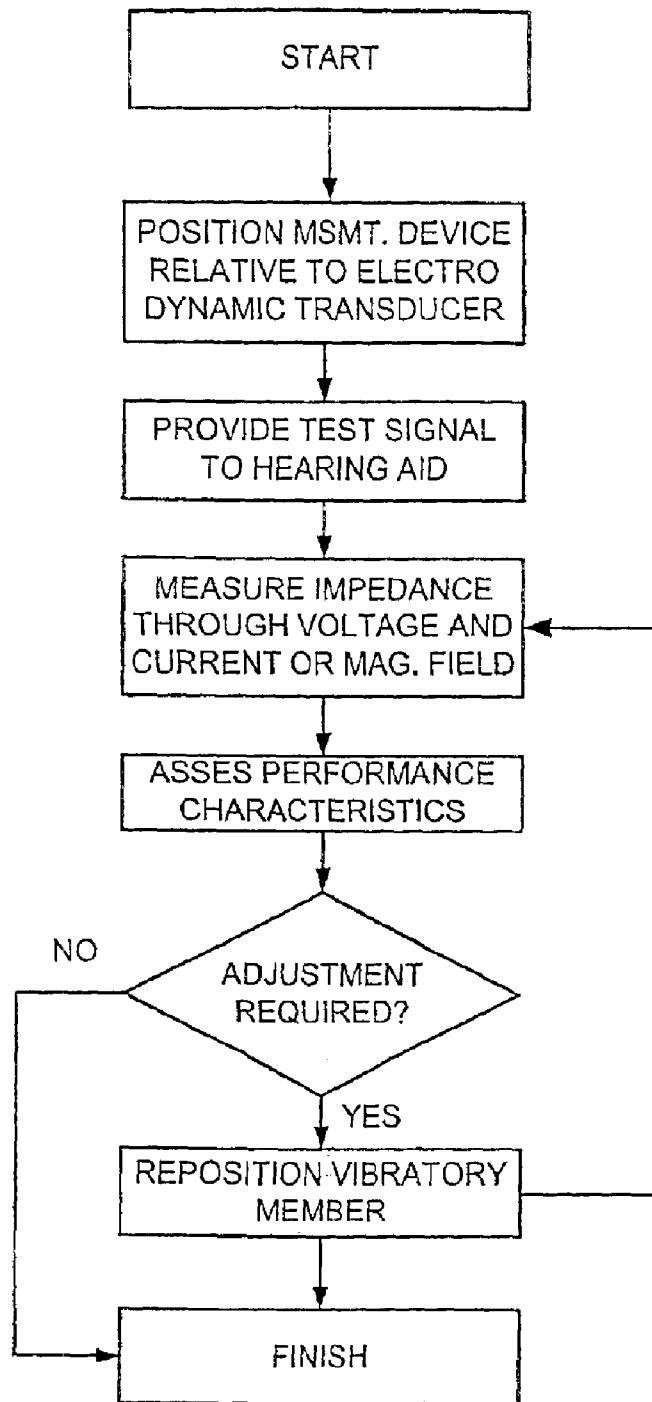 START
POSITION MSMT. DEVICE
RELATIVE TO ELECTRO
DYNAMIC TRANSDUCER
PROVIDE TEST SIGNAL
TO HEARING AID
MEASURE IMPEDANCE
THROUGH VOLTAGE AND
CURRENT OR MAG. FIELD
ASSES PERFORMANCE
CHARACTERISTICS
NO
ADJUSTMENT
REQUIRED?
YES
REPOSITION VIBRATORY
MEMBER
FINISH